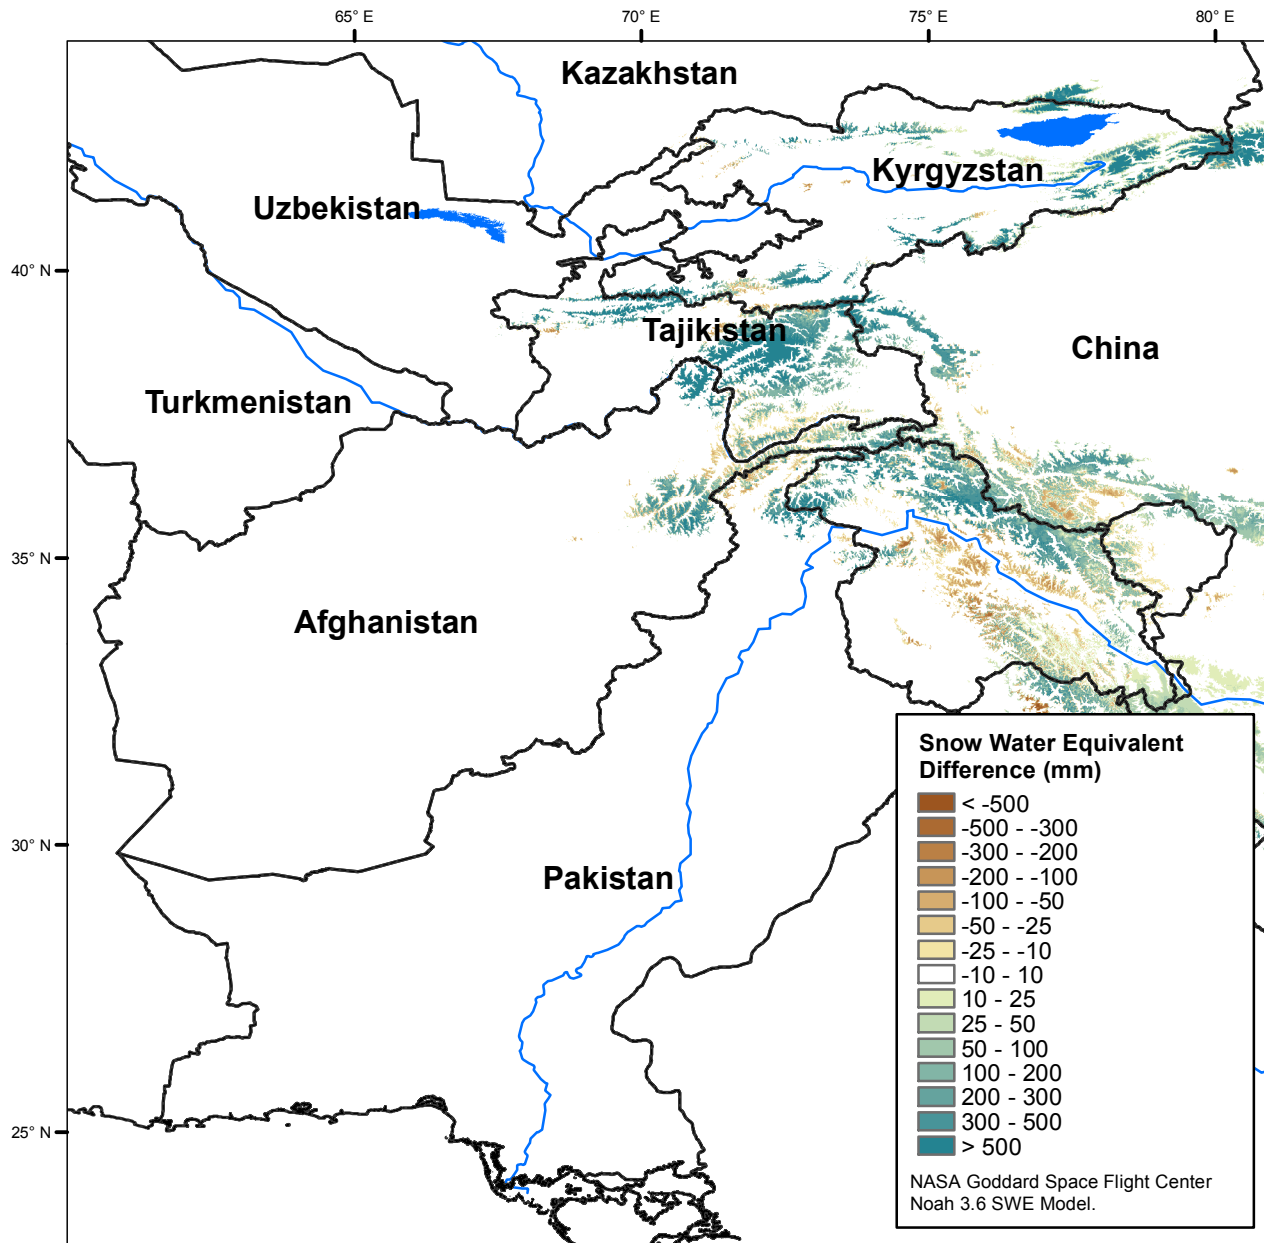 65° E
70° E
75° E
80° E
Kazakhstan
Kyrgyzstan
Uzbekistan
40° N
Tajikistan
China
Turkmenistan
35° N
Afghanistan
30° N
Pakistan
25° N
Snow Water Equivalent
Difference (mm)
< -500
-500 - -300
-300 - -200
-200 - -100
-100 - -50
-50 - -25
-25 - -10
-10 - 10
10 - 25
25 - 50
50 - 100
100 - 200
200 - 300
300 - 500
> 500
NASA Goddard Space Flight Center
Noah 3.6 SWE Model.